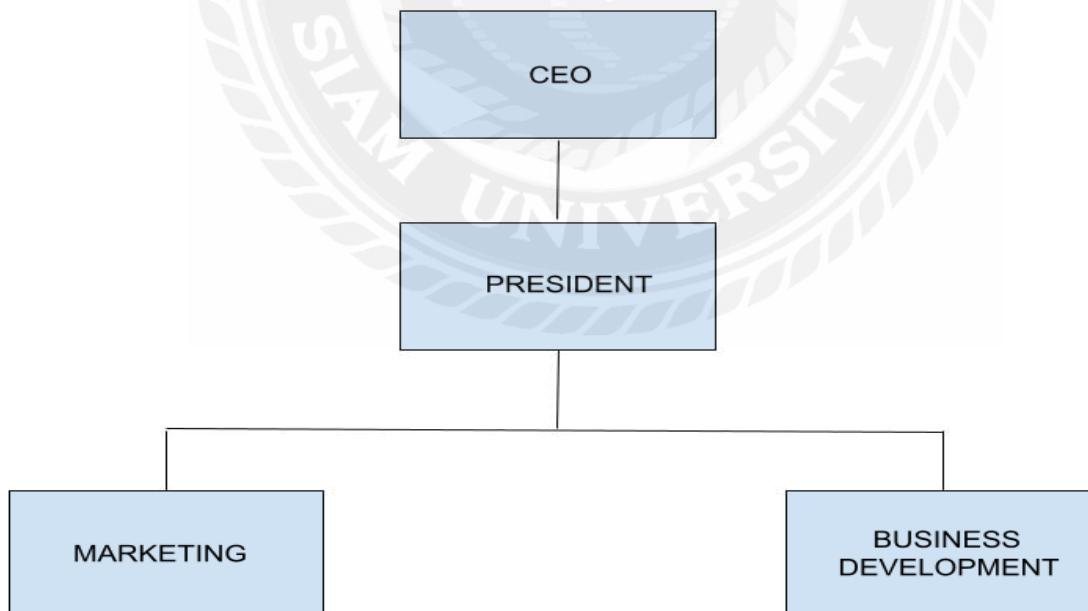 CEO
SIAM UNIVERSITY
PRESIDENT
MARKETING
BUSINESS
DEVELOPMENT